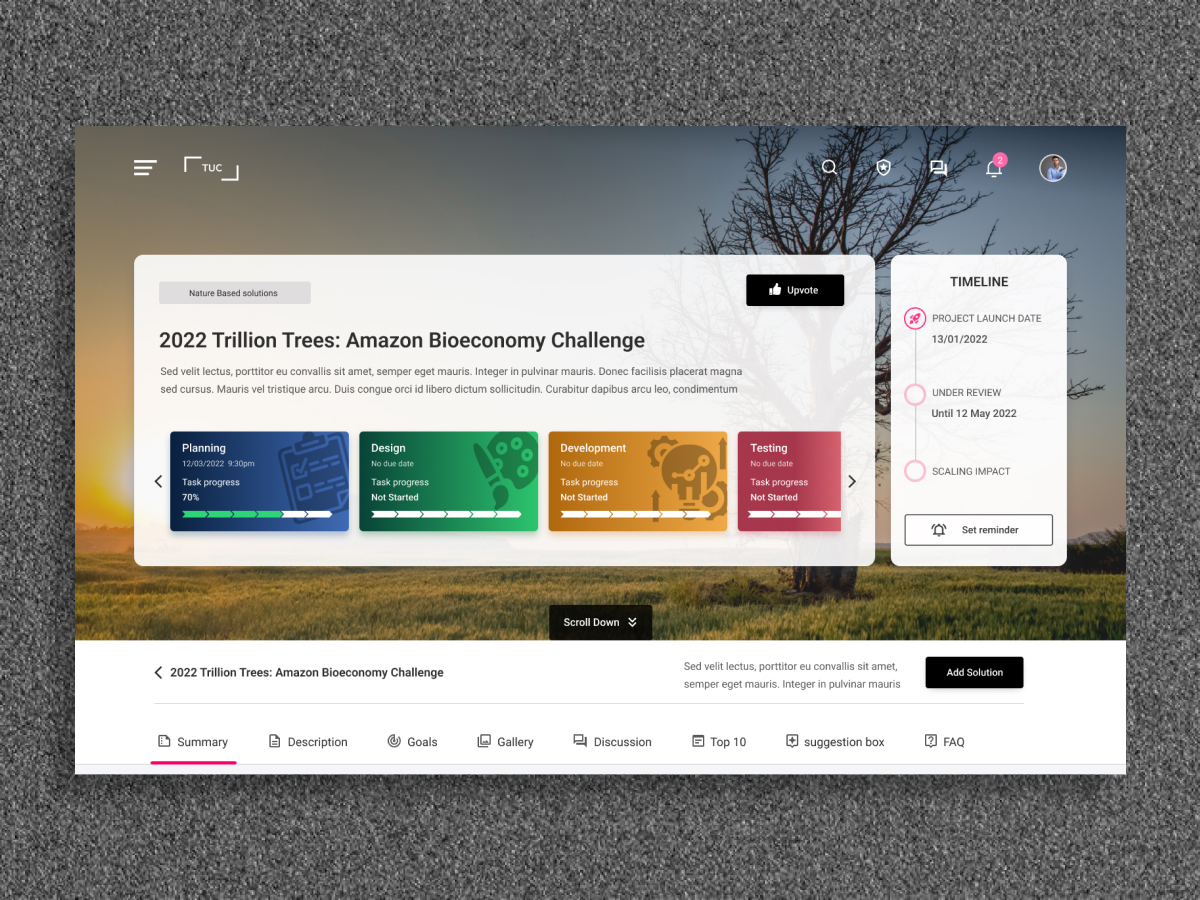 TUC
2
Nature Based solutions
Upvote
2022 Trillion Trees: Amazon Bioeconomy Challenge
Sed velit lectus, porttitor eu convallis sit amet, semper eget mauris. Integer in pulvinar mauris. Donec facilisis placerat magna
sed cursus. Mauris vel tristique arcu. Duis congue orci id libero dictum sollicitudin. Curabitur dapibus arcu leo, condimentum
Planning
12/03/2022 9:30pm
Task progress
70%
Design
No due date
Task progress
Not Started
Development
No due date
Task progress
Not Started
Testing
No due date
Task progress
Not Started
TIMELINE
PROJECT LAUNCH DATE
13/01/2022
UNDER REVIEW
Until 12 May 2022
SCALING IMPACT
Set reminder
Scroll Down
2022 Trillion Trees: Amazon Bioeconomy Challenge
Sed velit lectus, porttitor eu convallis sit amet,
semper eget mauris. Integer in pulvinar mauris
Add Solution
Summary
Description
Goals
Gallery
Discussion
Top 10
suggestion box
FAQ